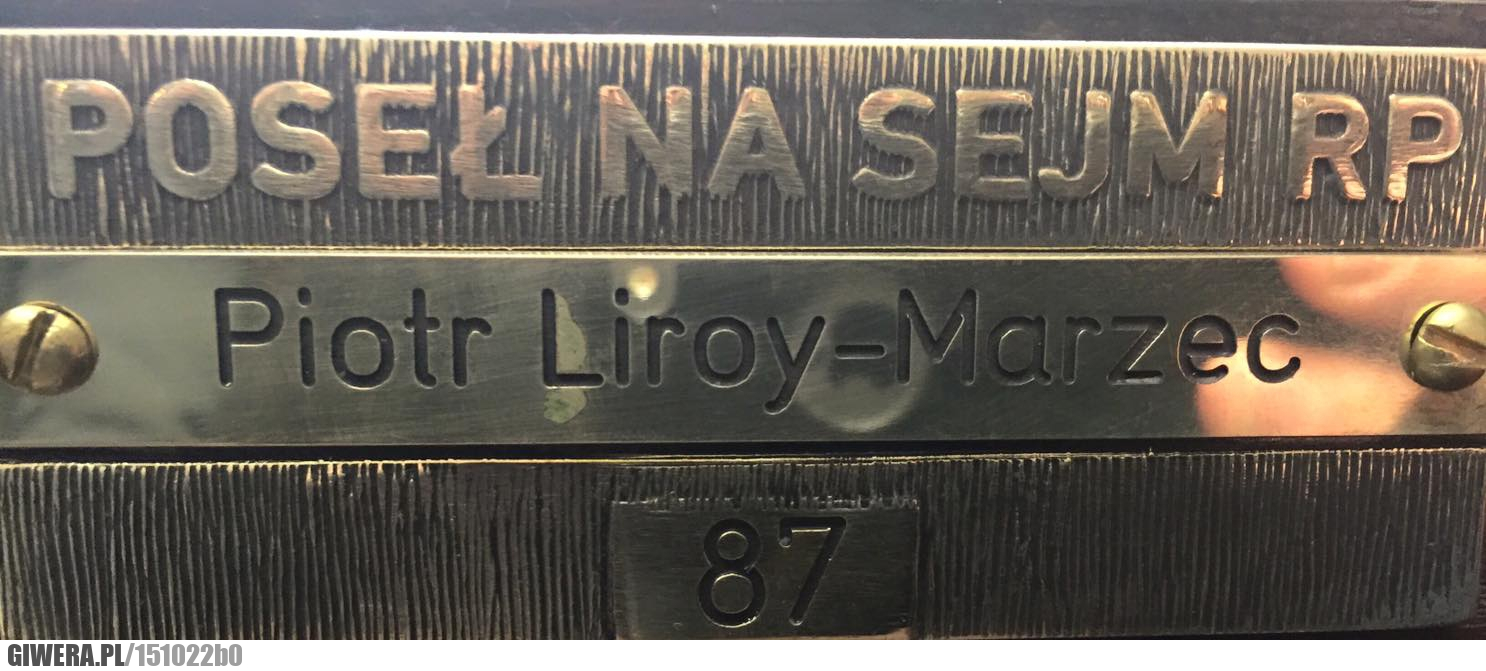 POSEŁ NA SEJM RP
Piotr Liroy-Marzec
87
GIWERA.PL/151022b0